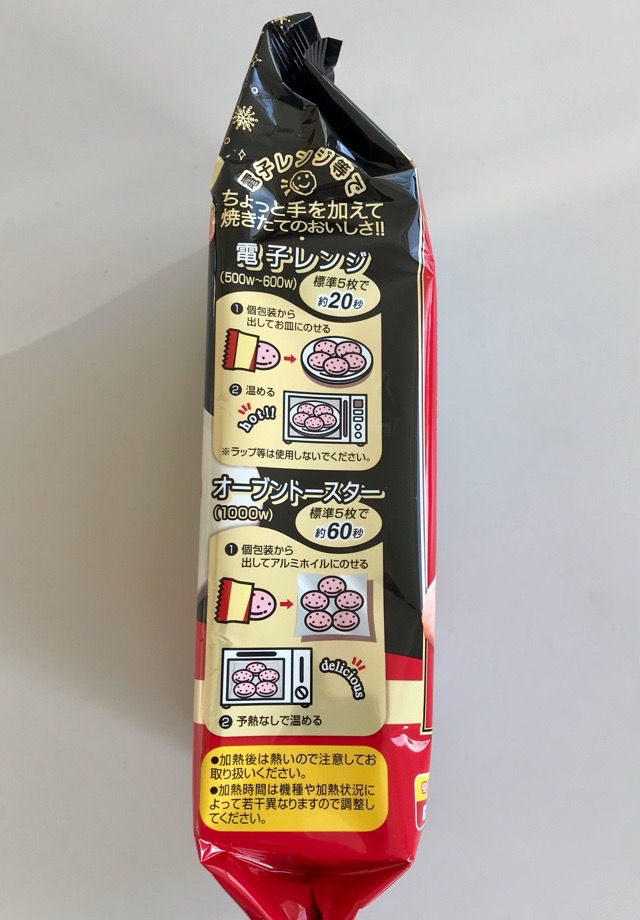 電子レンジ等で
ちょっと手を加えて
焼きたてのおいしさ!!
電子レンジ
(500w~600w)
標準5枚で
約20秒
1 個包装から
出してお皿にのせる
2 温める
hot!!
※ラップ等は使用しないでください。
オーブントースター
(1000w)
標準5枚で
約60秒
1 個包装から
出してアルミホイルにのせる
delicious
2 予熱なしで温める
●加熱後は熱いので注意してお
取り扱いください。
●加熱時間は機種や加熱状況に
よって若干異なりますので調整し
てください。